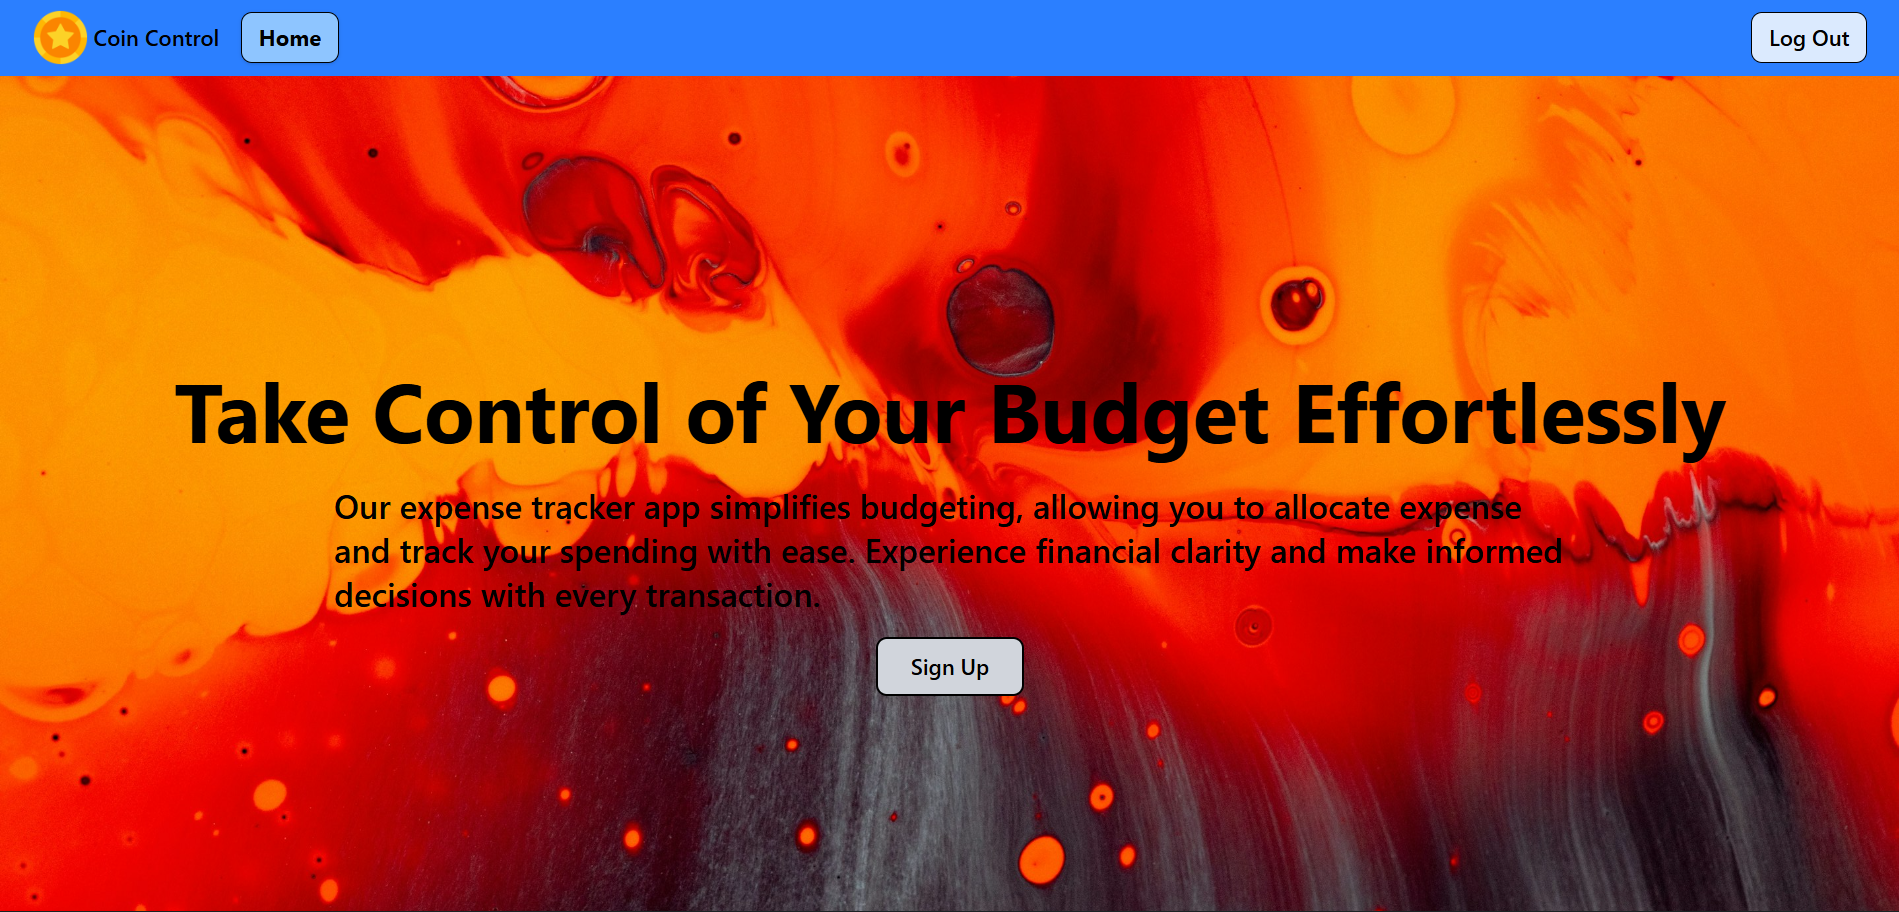 Coin Control
Home
Log Out
Take Control of Your Budget Effortlessly
Our expense tracker app simplifies budgeting, allowing you to allocate expense
and track your spending with ease. Experience financial clarity and make informed
decisions with every transaction.
Sign Up